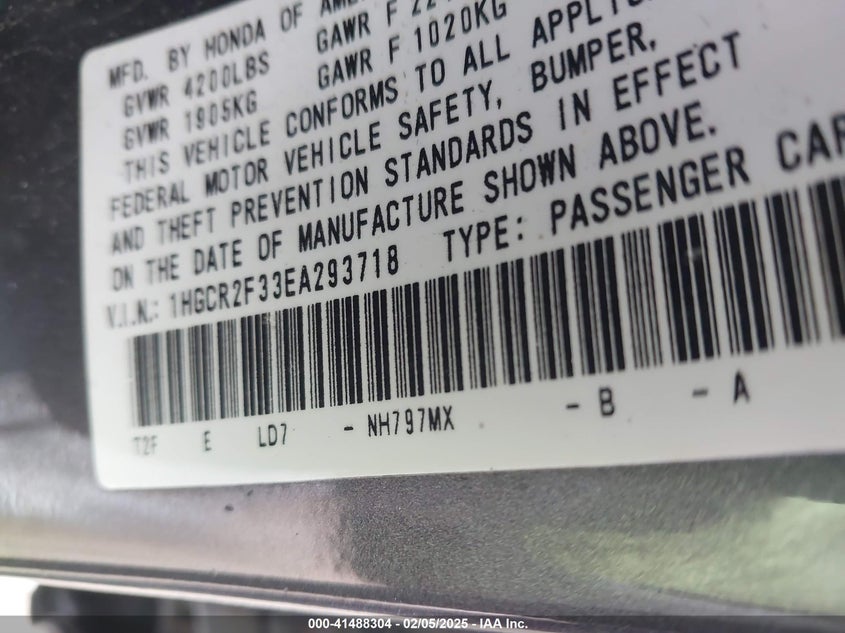 MFD. BY HONDA OF
GVWR 4200LBS GAWR F
GVWR 1905KG GAWR F 1020KG
THIS VEHICLE CONFORMS TO ALL
FEDERAL MOTOR VEHICLE SAFETY, BUMPER,
AND THEFT PREVENTION STANDARDS IN EFFECT
ON THE DATE OF MANUFACTURE SHOWN ABOVE.
V.I.N.: 1HGCR2F33EA293718 TYPE: PASSENGER CAR
T2F E LD7 - NH797MX - B - A
000-41488304 - 02/05/2025 - IAA Inc.